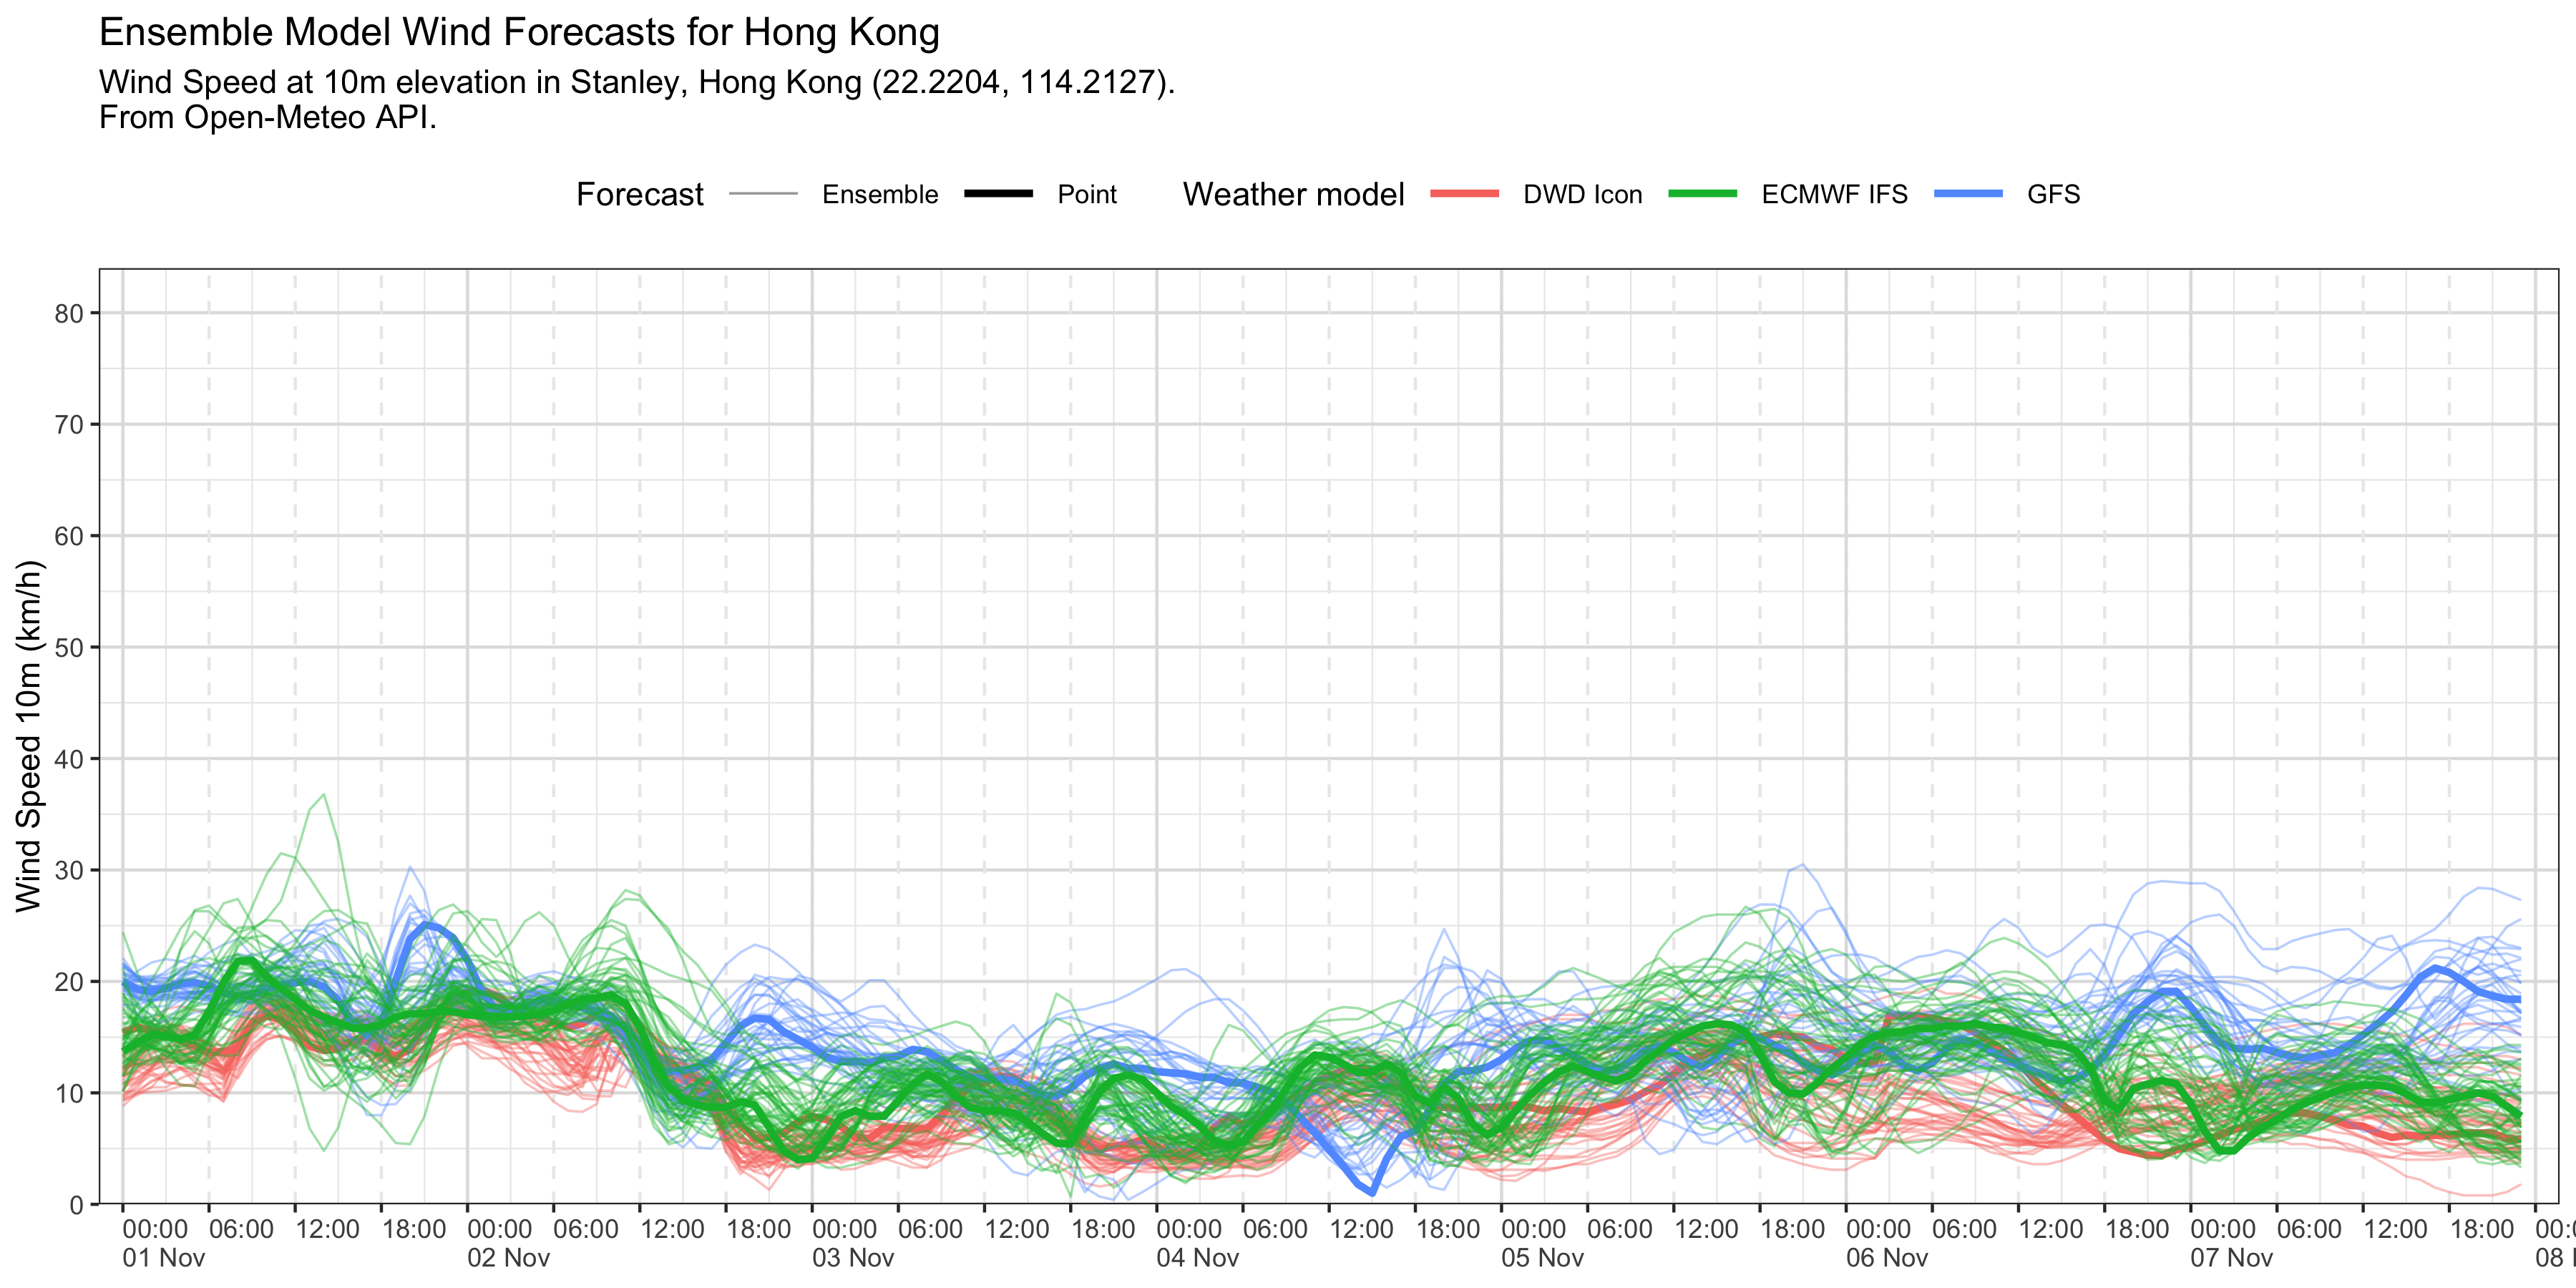 Ensemble Model Wind Forecasts for Hong Kong
Wind Speed at 10m elevation in Stanley, Hong Kong (22.2204, 114.2127).
From Open-Meteo API.
Forecast Ensemble Point Weather model DWD Icon ECMWF IFS GFS
Wind Speed 10m (km/h)
80
70
60
50
40
30
20
10
0
00:00 06:00 12:00 18:00 00:00 06:00 12:00 18:00 00:00 06:00 12:00 18:00 00:00 06:00 12:00 18:00 00:00 06:00 12:00 18:00 00:00 06:00 12:00 18:00 00:00 06:00 12:00 18:00
01 Nov 02 Nov 03 Nov 04 Nov 05 Nov 06 Nov 07 Nov 08